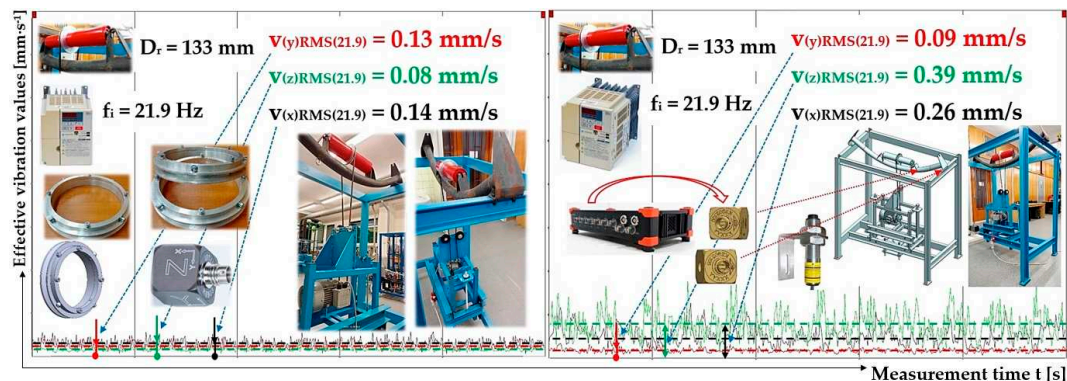 Effective vibration values [mm·s⁻¹]
Dr = 133 mm
fi = 21.9 Hz
v(y)RMS(21.9) = 0.13 mm/s
v(z)RMS(21.9) = 0.08 mm/s
v(x)RMS(21.9) = 0.14 mm/s
X
Y
Z
Dr = 133 mm
fi = 21.9 Hz
v(y)RMS(21.9) = 0.09 mm/s
v(z)RMS(21.9) = 0.39 mm/s
v(x)RMS(21.9) = 0.26 mm/s
Measurement time t [s]